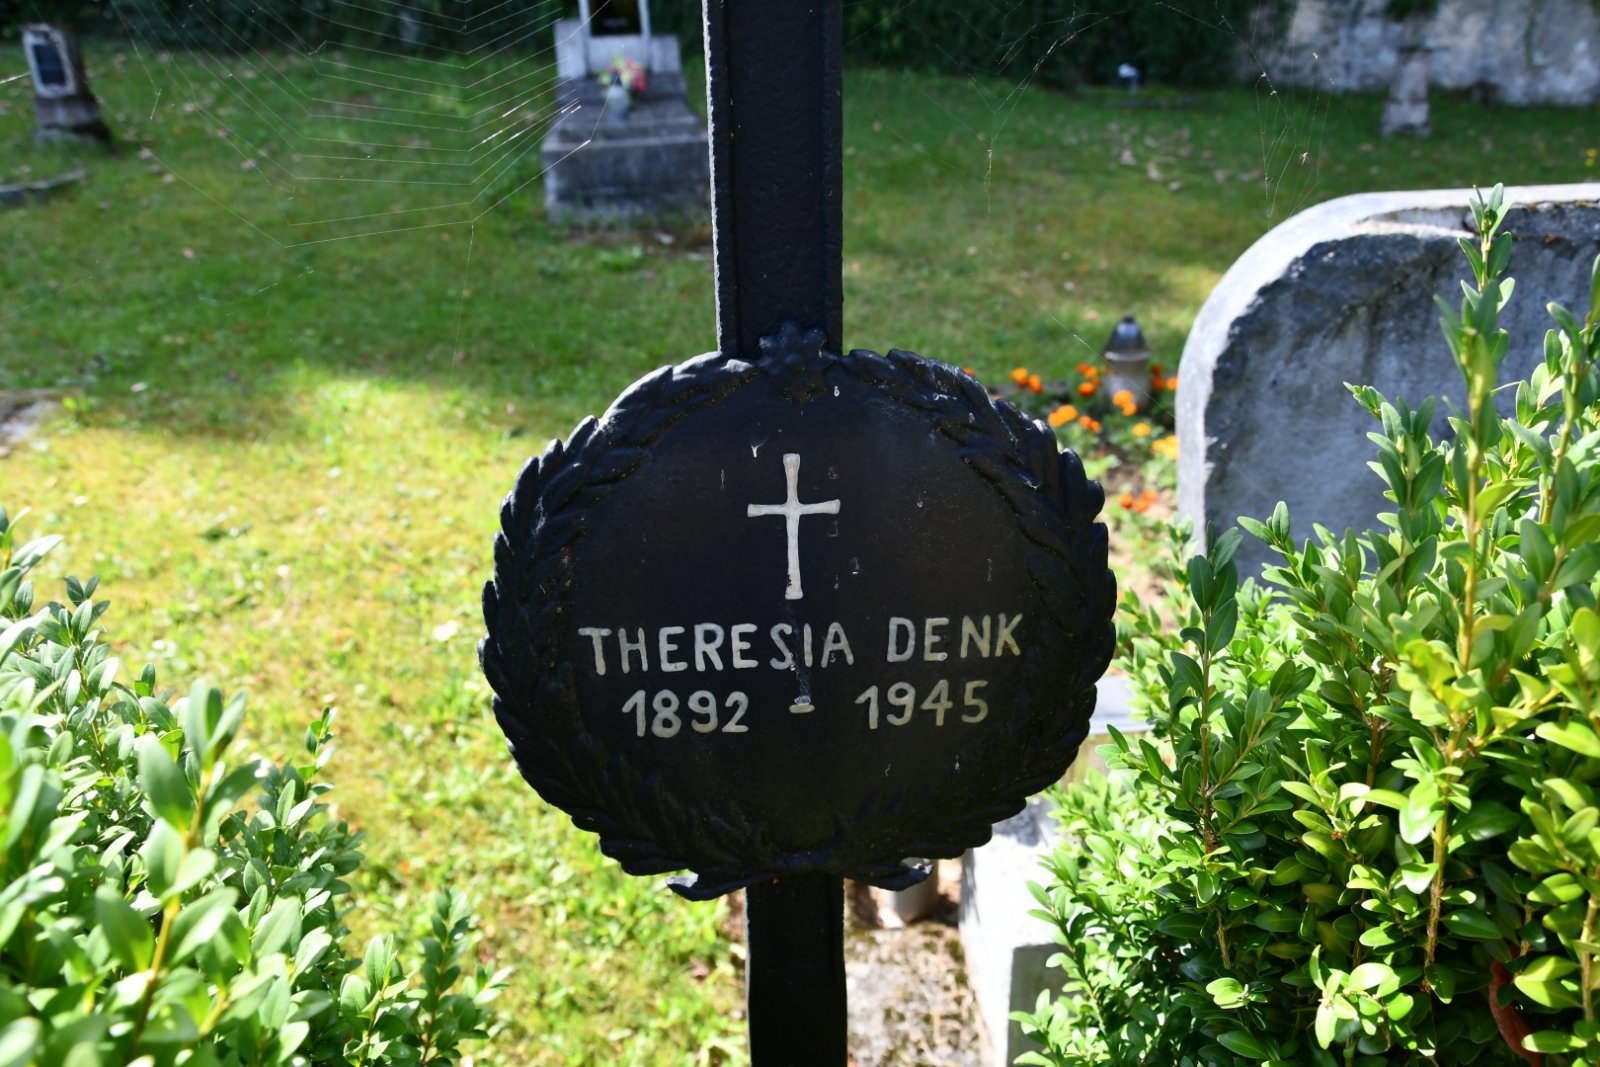 THERESIA DENK
1892 - 1945